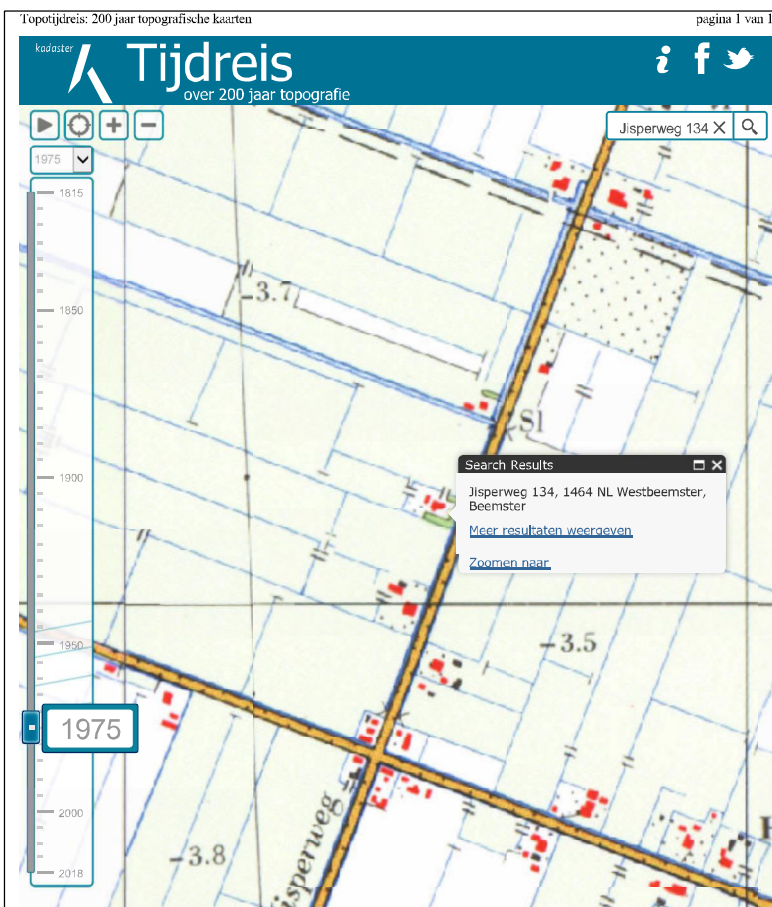 Topotijdreis: 200 jaar topografische kaarten
pagina 1 van 1
kadaster
Tijdreis
over 200 jaar topografie
Jisperweg 134
1975
1815
-3.7
1850
Sl
Search Results
1900
Jisperweg 134, 1464 NL Westbeemster,
Beemster
Meer resultaten weergeven
Zoomen naar
1950
-3.5
1975
2000
-3.8
Jisperweg
2018